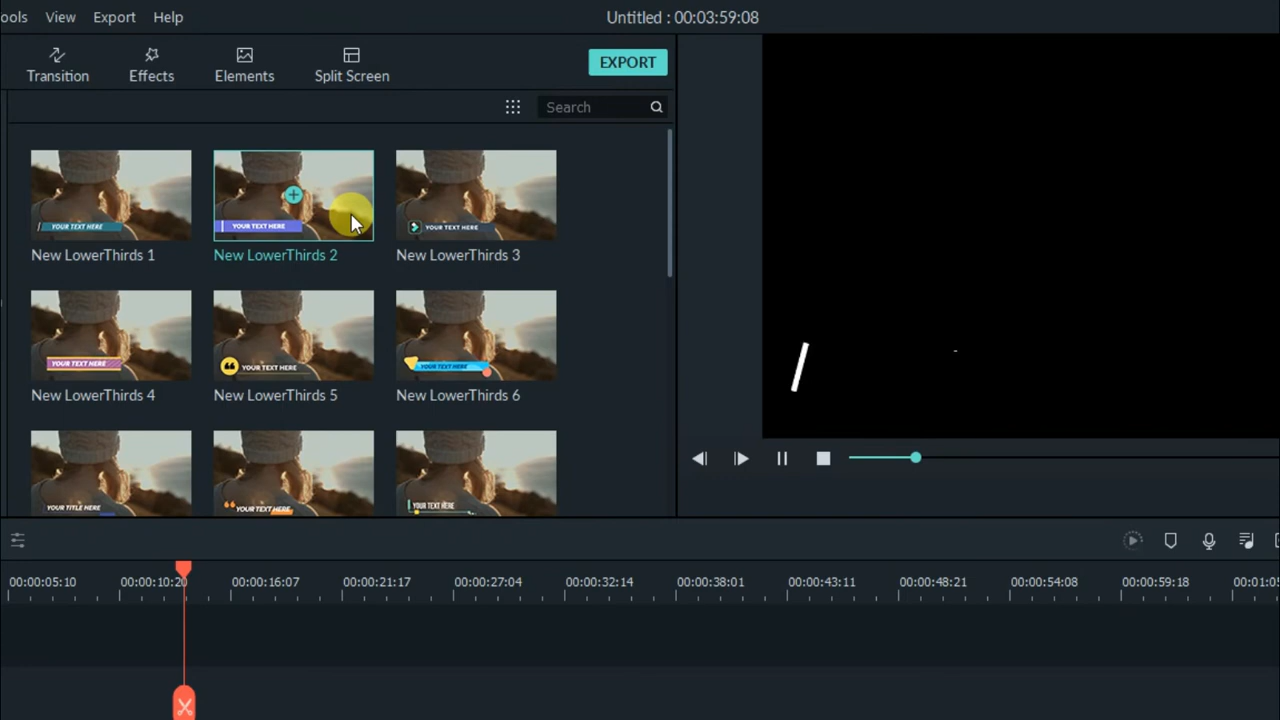 ools View Export Help
Untitled : 00:03:59:08
Transition Effects Elements Split Screen
EXPORT
Search
YOUR TEXT HERE YOUR TEXT HERE YOUR TEXT HERE
New LowerThirds 1 New LowerThirds 2 New LowerThirds 3
YOUR TEXT HERE YOUR TEXT HERE YOUR TEXT HERE
New LowerThirds 4 New LowerThirds 5 New LowerThirds 6
YOUR TITLE HERE YOUR TEXT HERE YOUR TEXT HERE
00:00:05:10 00:00:10:20 00:00:16:07 00:00:21:17 00:00:27:04 00:00:32:14 00:00:38:01 00:00:43:11 00:00:48:21 00:00:54:08 00:00:59:18 00:01:05